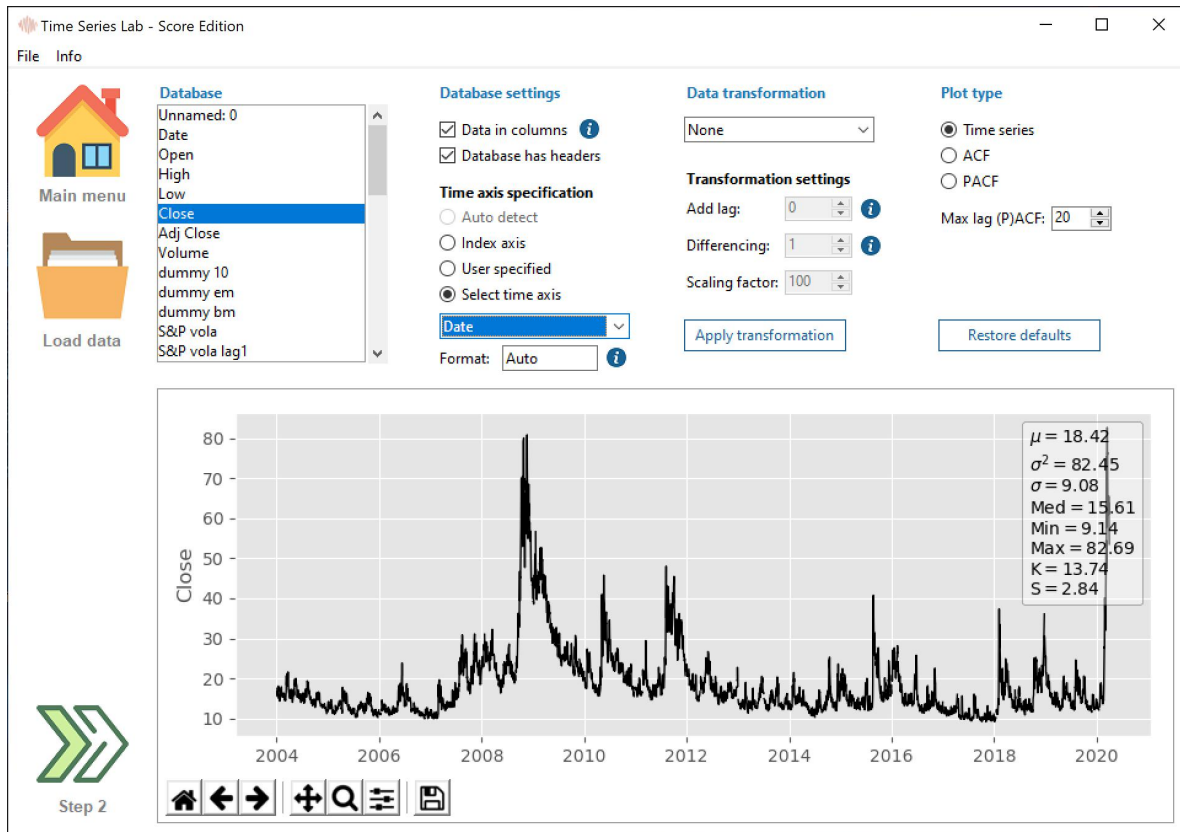 Time Series Lab - Score Edition
File Info
Main menu
Load data
Step 2
Database
Unnamed: 0
Date
Open
High
Low
Close
Adj Close
Volume
dummy 10
dummy em
dummy bm
S&P vola
S&P vola lag1
Database settings
Data in columns
Database has headers
Time axis specification
Auto detect
Index axis
User specified
Select time axis
Date
Format: Auto
Data transformation
None
Transformation settings
Add lag: 0
Differencing: 1
Scaling factor: 100
Apply transformation
Plot type
Time series
ACF
PACF
Max lag (P)ACF: 20
Restore defaults
Close
80
70
60
50
40
30
20
10
2004 2006 2008 2010 2012 2014 2016 2018 2020
μ = 18.42
σ² = 82.45
σ = 9.08
Med = 15.61
Min = 9.14
Max = 82.69
K = 13.74
S = 2.84